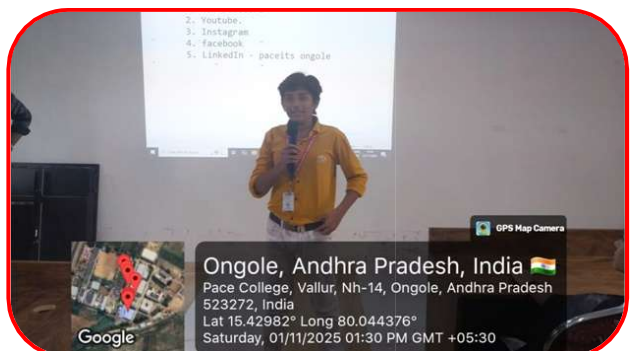 2. Youtube.
3. Instagram
4. facebook
5. LinkedIn - paceits ongole
GPS Map Camera
Ongole, Andhra Pradesh, India
Pace College, Vallur, Nh-14, Ongole, Andhra Pradesh
523272, India
Lat 15.42982° Long 80.044376°
Saturday, 01/11/2025 01:30 PM GMT +05:30
Google